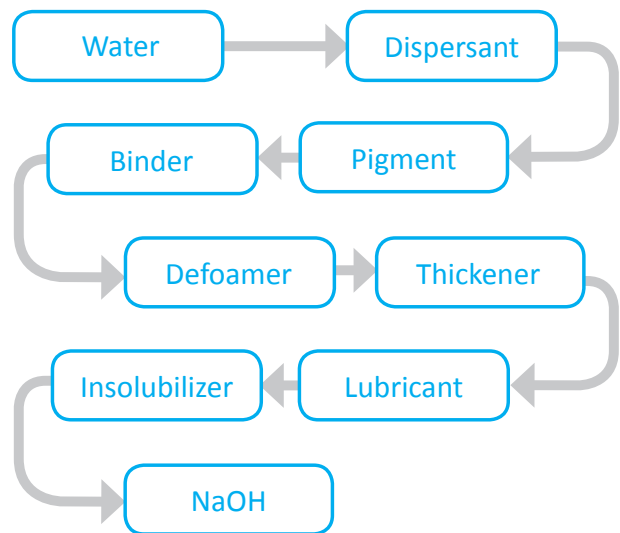 Water
Dispersant
Pigment
Binder
Defoamer
Thickener
Lubricant
Insolubilizer
NaOH